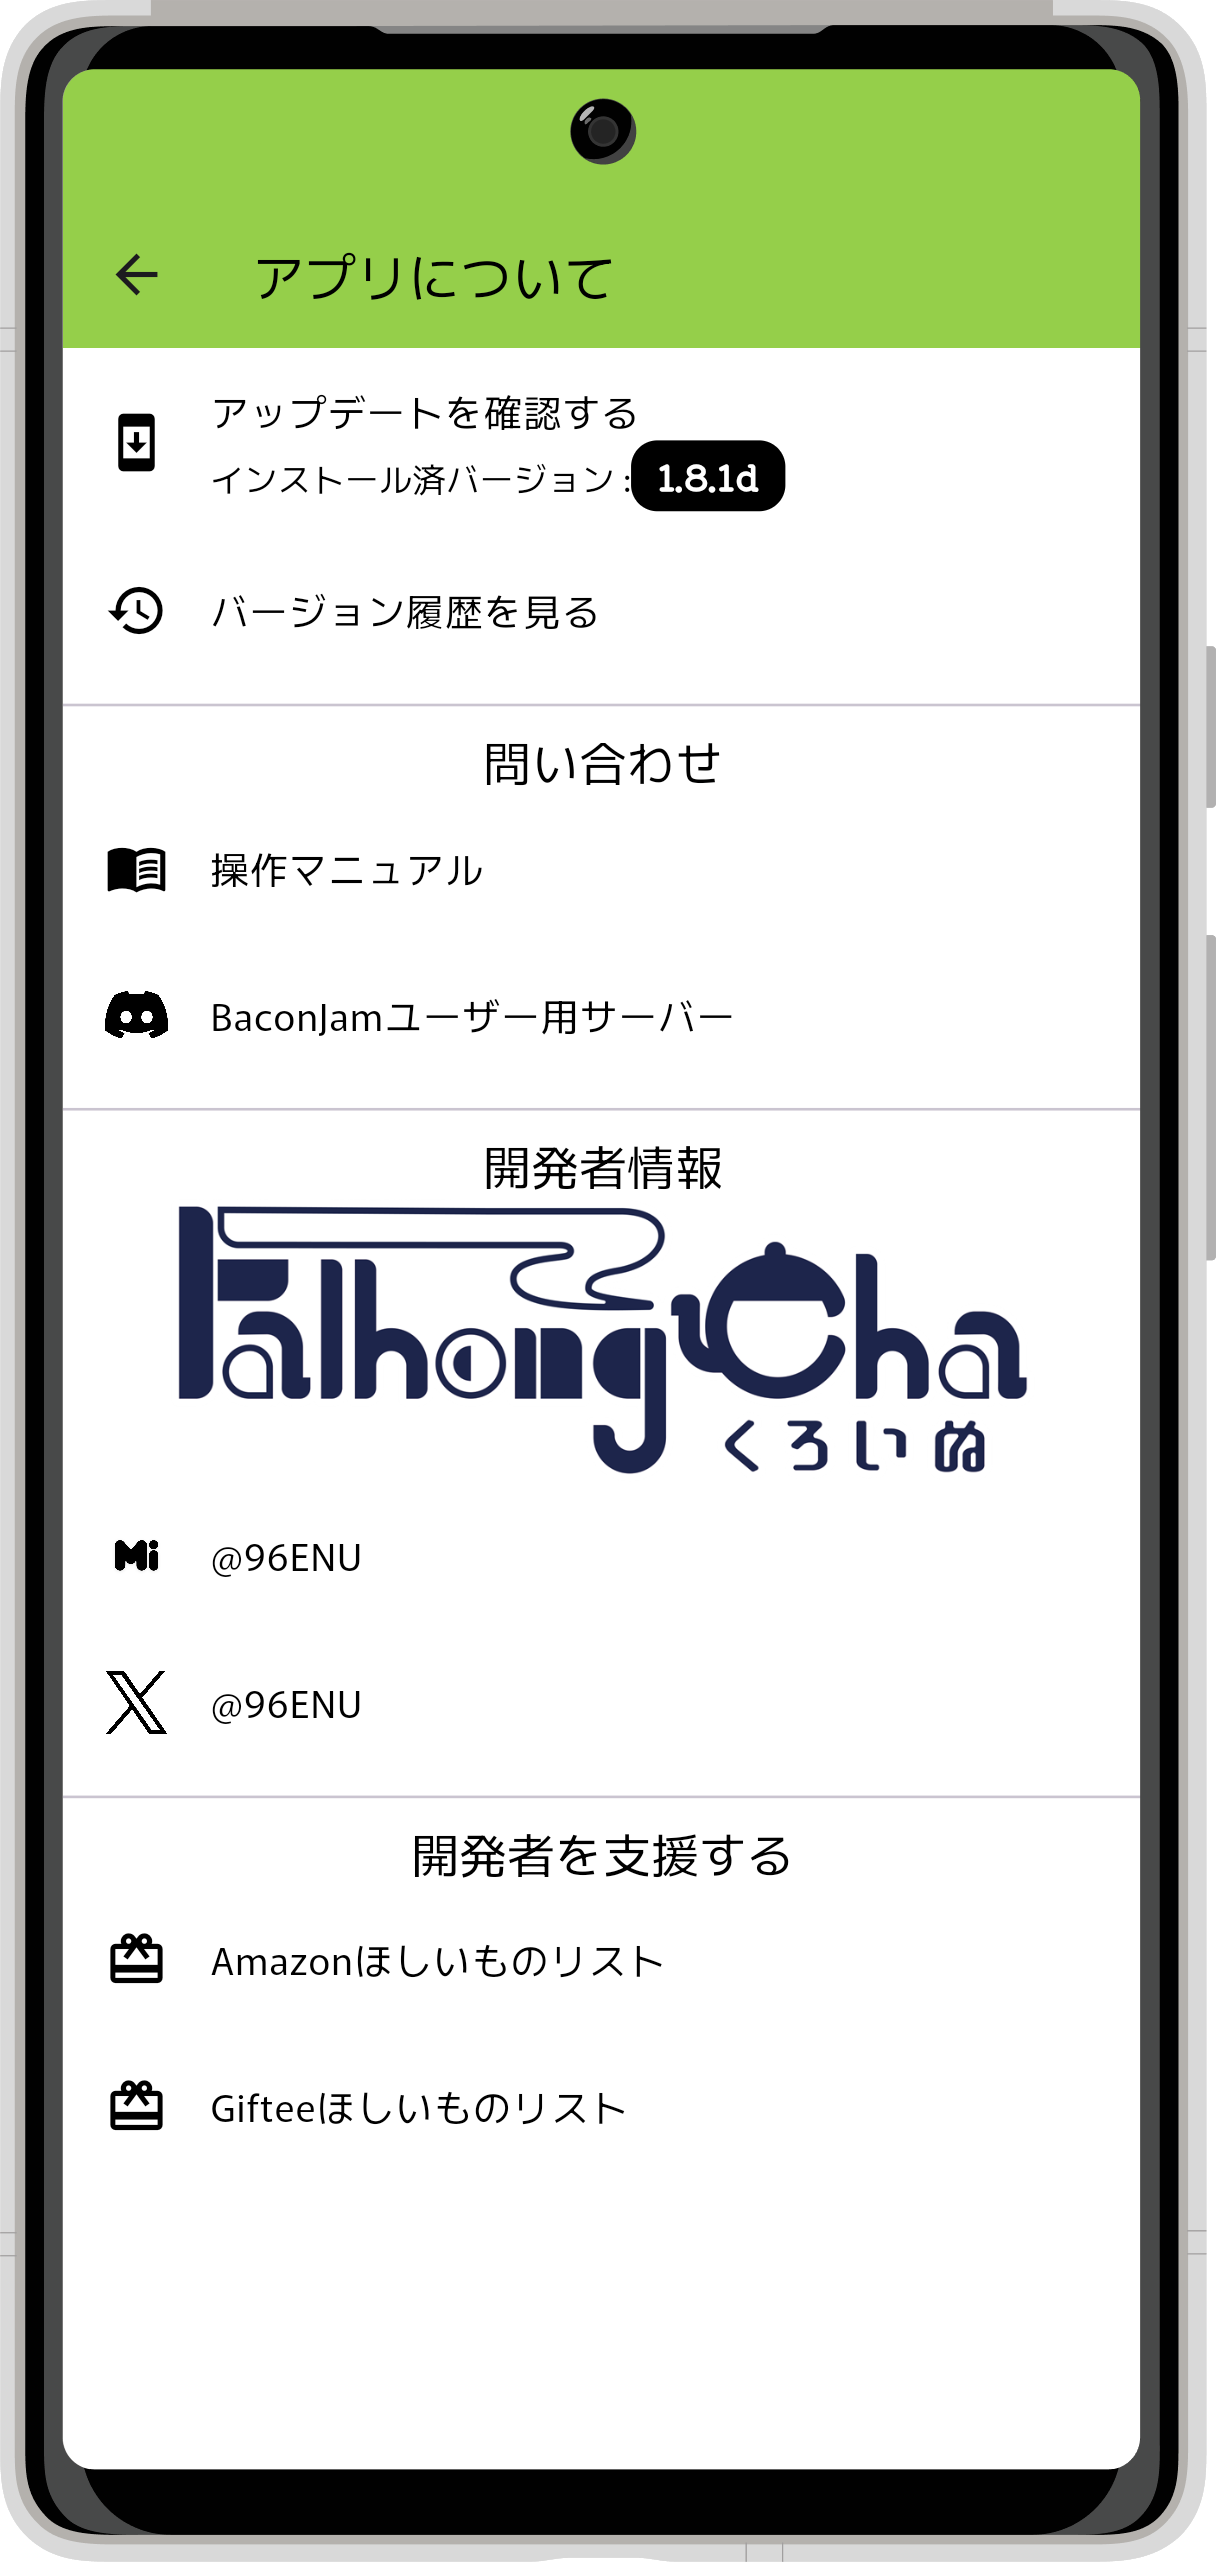 アプリについて
アップデートを確認する
インストール済バージョン : 1.8.1d
バージョン履歴を見る
問い合わせ
操作マニュアル
BaconJamユーザー用サーバー
開発者情報
FalhongCha
くろいぬ
Mi @96ENU
@96ENU
開発者を支援する
Amazonほしいものリスト
Gifteeほしいものリスト